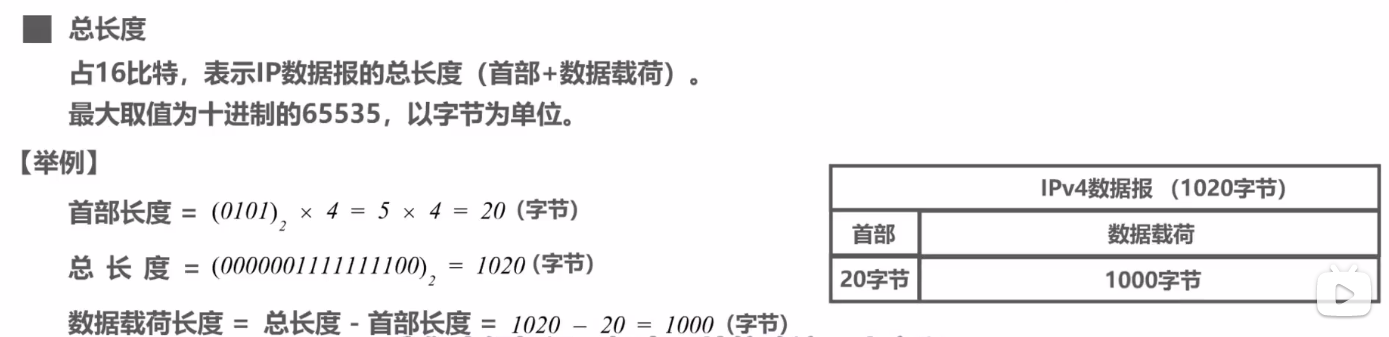 总长度
占16比特，表示IP数据报的总长度（首部+数据载荷）。
最大取值为十进制的65535，以字节为单位。
【举例】
首部长度 = (0101)₂ × 4 = 5 × 4 = 20（字节）
总 长 度 = (0000001111111100)₂ = 1020（字节）
数据载荷长度 = 总长度 - 首部长度 = 1020 − 20 = 1000（字节）
IPv4数据报 （1020字节）
首部 数据载荷
20字节 1000字节